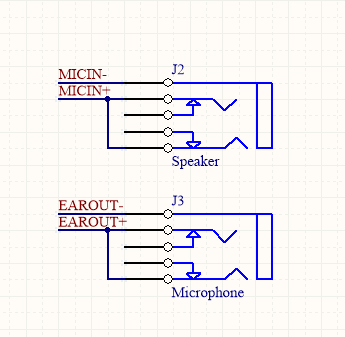 J2
MICIN-
MICIN+
Speaker
J3
EAROUT-
EAROUT+
Microphone